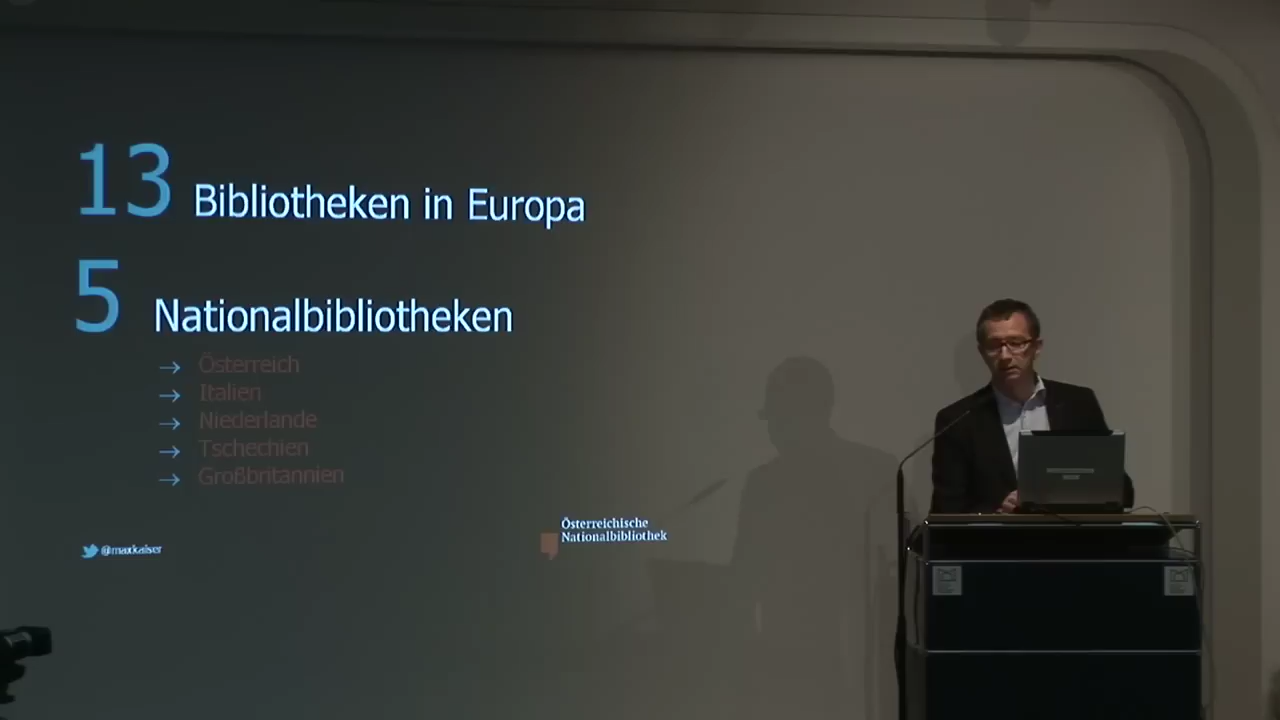 13 Bibliotheken in Europa
5 Nationalbibliotheken
→ Österreich
→ Italien
→ Niederlande
→ Tschechien
→ Großbritannien
@maxkaiser
Österreichische
Nationalbibliothek